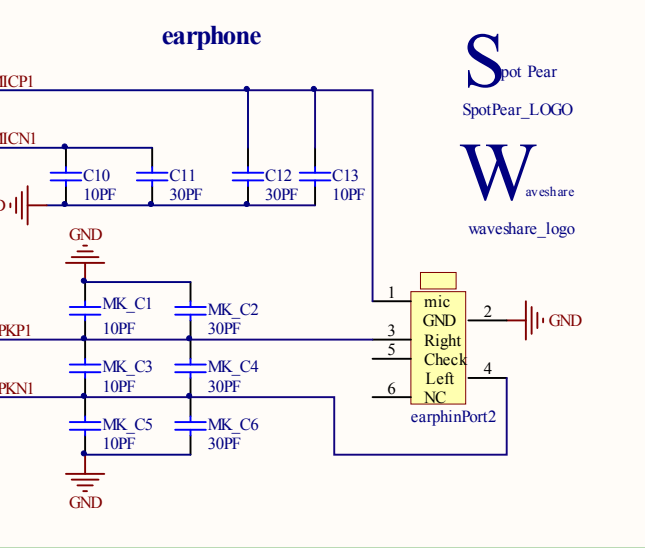 earphone
Spot Pear
SpotPear_LOGO
Waveshare
waveshare_logo
MICP1
MICN1
C10
10PF
C11
30PF
C12
30PF
C13
10PF
GND
MK_C1
10PF
MK_C2
30PF
PKP1
MK_C3
10PF
MK_C4
30PF
PKN1
MK_C5
10PF
MK_C6
30PF
GND
1
mic
2
GND
GND
3
Right
5
Check
4
Left
6
NC
earphinPort2